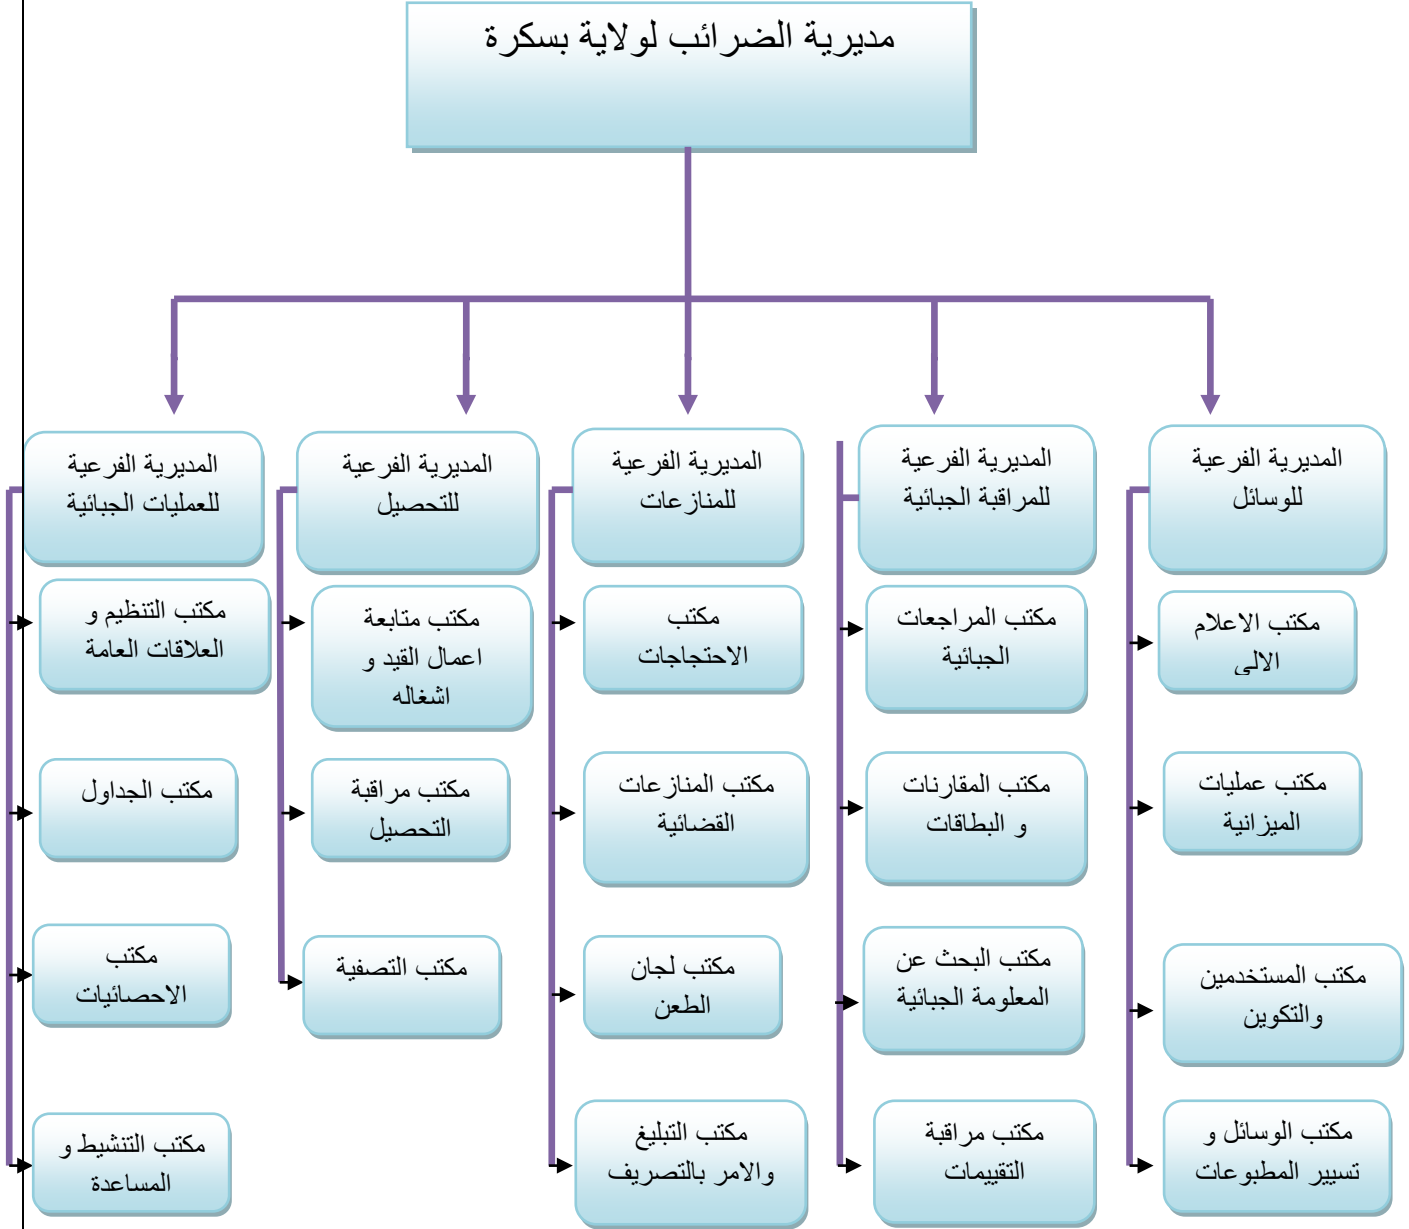 مديرية الضرائب لولاية بسكرة
المديرية الفرعية
للوسائل
المديرية الفرعية
للمراقبة الجبائية
المديرية الفرعية
للمنازعات
المديرية الفرعية
للتحصيل
المديرية الفرعية
للعمليات الجبائية
مكتب الاعلام
الالي
مكتب عمليات
الميزانية
مكتب المستخدمين
والتكوين
مكتب الوسائل و
تسيير المطبوعات
مكتب المراجعات
الجبائية
مكتب المقارنات
و البطاقات
مكتب البحث عن
المعلومة الجبائية
مكتب مراقبة
التقييمات
مكتب
الاحتجاجات
مكتب المنازعات
القضائية
مكتب لجان
الطعن
مكتب التبليغ
والامر بالتصريف
مكتب متابعة
اعمال القيد و
اشغاله
مكتب مراقبة
التحصيل
مكتب التصفية
مكتب التنظيم و
العلاقات العامة
مكتب الجداول
مكتب
الاحصائيات
مكتب التنشيط و
المساعدة